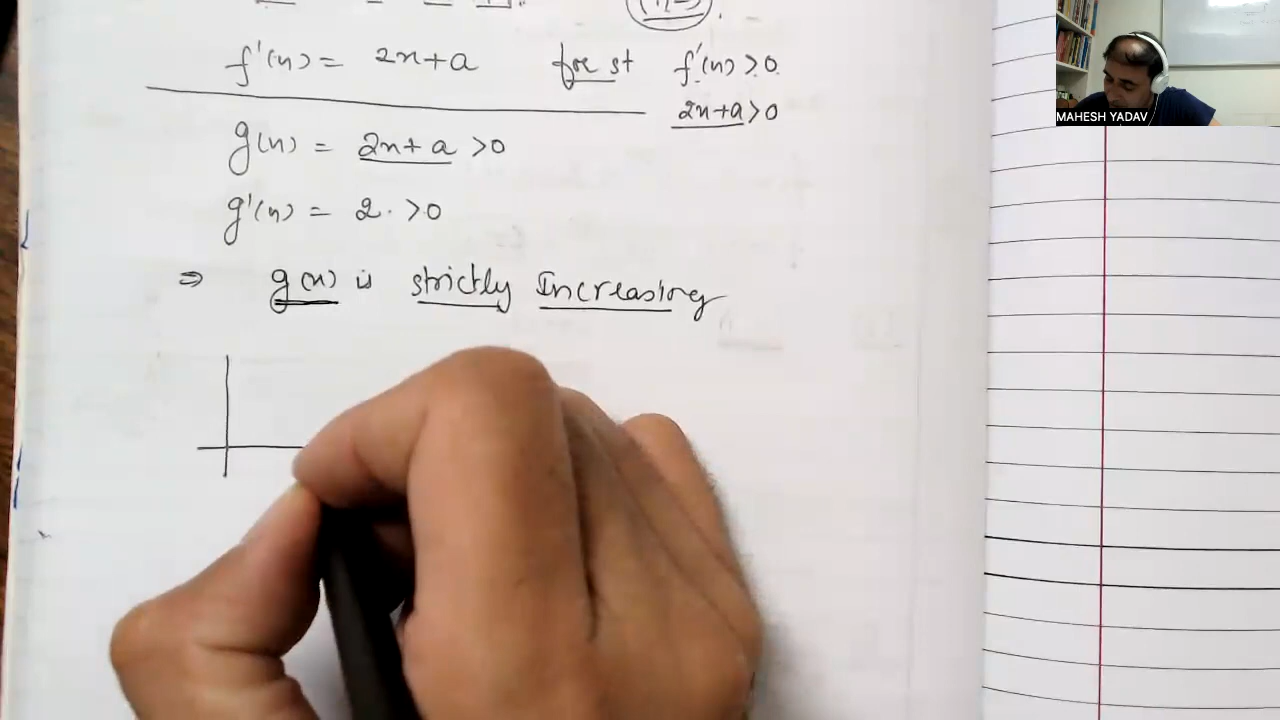 f'(x) = 2x+a for st f'(x) > 0.
2x+a > 0
g(x) = 2x+a > 0
g'(x) = 2. > 0
⇒ g(x) is strictly Increasing
MAHESH YADAV